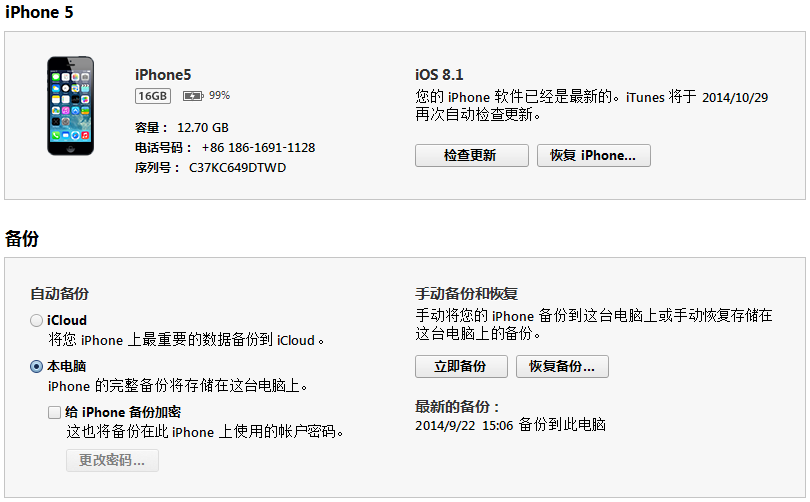 iPhone 5
iPhone5
16GB 99%
容量： 12.70 GB
电话号码： +86 186-1691-1128
序列号： C37KC649DTWD
iOS 8.1
您的 iPhone 软件已经是最新的。iTunes 将于 2014/10/29
再次自动检查更新。
检查更新 恢复 iPhone...
备份
自动备份
iCloud
将您 iPhone 上最重要的数据备份到 iCloud 。
本电脑
iPhone 的完整备份将存储在这台电脑上。
给 iPhone 备份加密
这也将备份在此 iPhone 上使用的帐户密码。
更改密码...
手动备份和恢复
手动将您的 iPhone 备份到这台电脑上或手动恢复存储在
这台电脑上的备份。
立即备份 恢复备份...
最新的备份：
2014/9/22 15:06 备份到此电脑